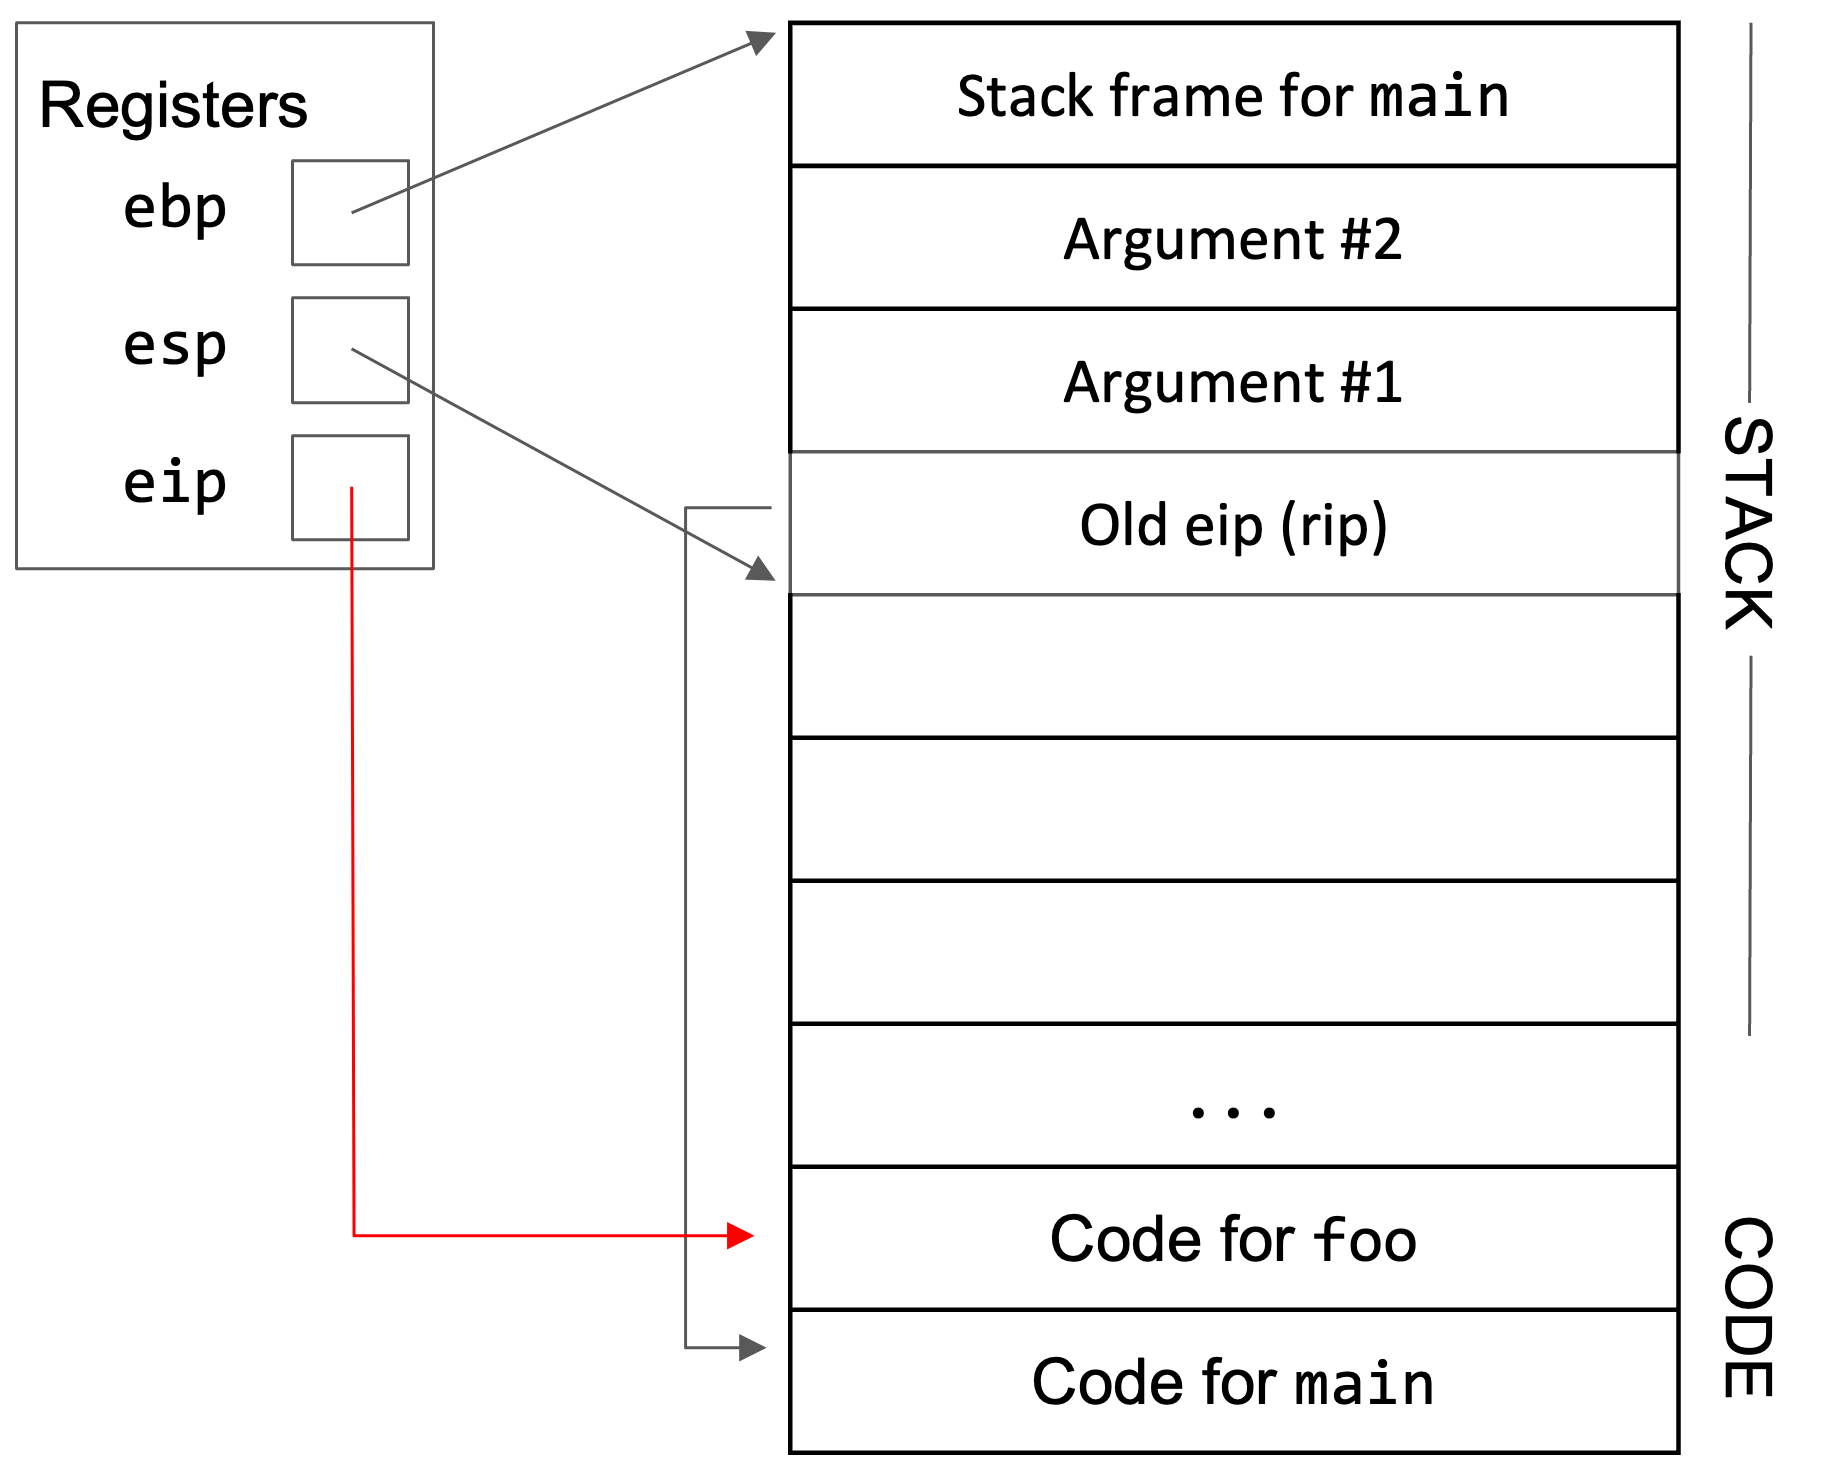 Registers
ebp
esp
eip
Stack frame for main
Argument #2
Argument #1
Old eip (rip)
...
Code for foo
Code for main
STACK
CODE